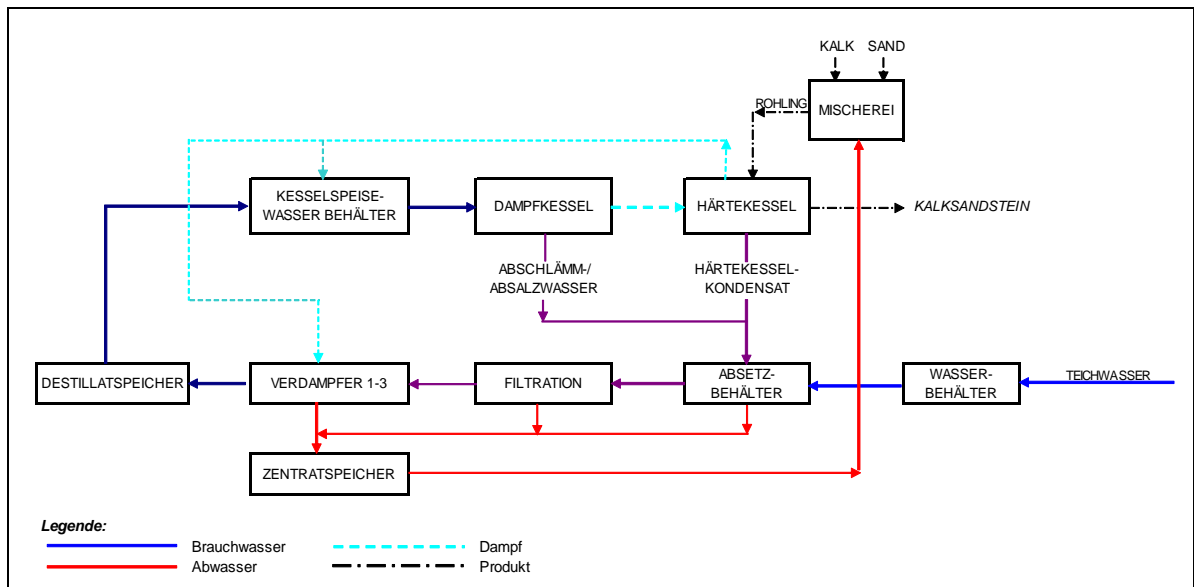 KALK SAND
MISCHEREI
ROHLING
KESSELSPEISE-
WASSER BEHÄLTER
DAMPFKESSEL
HÄRTEKESSEL
KALKSANDSTEIN
ABSCHLÄMM-/
ABSALZWASSER
HÄRTEKESSEL-
KONDENSAT
DESTILLATSPEICHER
VERDAMPFER 1-3
FILTRATION
ABSETZ-
BEHÄLTER
WASSER-
BEHÄLTER
TEICHWASSER
ZENTRATSPEICHER
Legende:
Brauchwasser
Dampf
Abwasser
Produkt